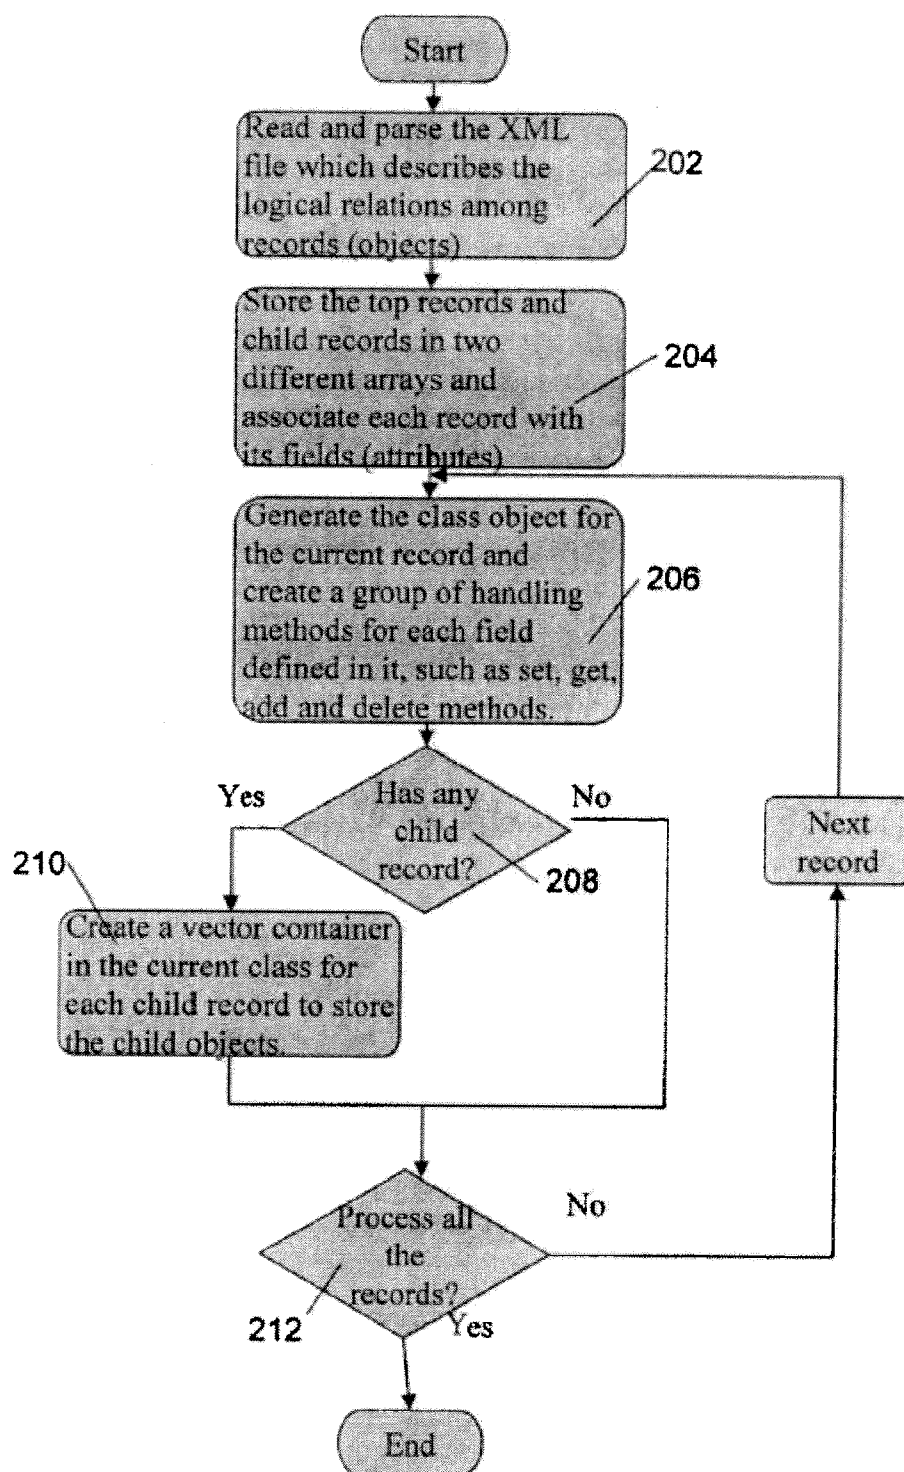 Start
Read and parse the XML
file which describes the
logical relations among
records (objects)
202
Store the top records and
child records in two
different arrays and
associate each record with
its fields (attributes)
204
Generate the class object for
the current record and
create a group of handling
methods for each field
defined in it, such as set, get,
add and delete methods.
206
Yes
Has any
child
record?
No
208
Next
record
210
Create a vector container
in the current class for
each child record to store
the child objects.
Process all
the
records?
No
212
Yes
End